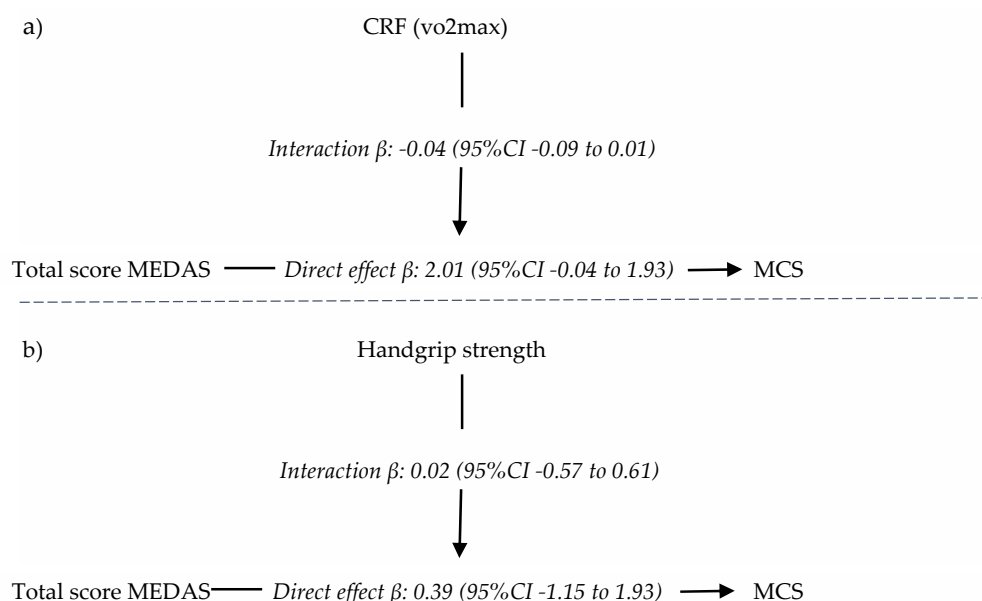 a)
CRF (vo2max)
Interaction β: -0.04 (95%CI -0.09 to 0.01)
Total score MEDAS Direct effect β: 2.01 (95%CI -0.04 to 1.93) MCS
b)
Handgrip strength
Interaction β: 0.02 (95%CI -0.57 to 0.61)
Total score MEDAS Direct effect β: 0.39 (95%CI -1.15 to 1.93) MCS